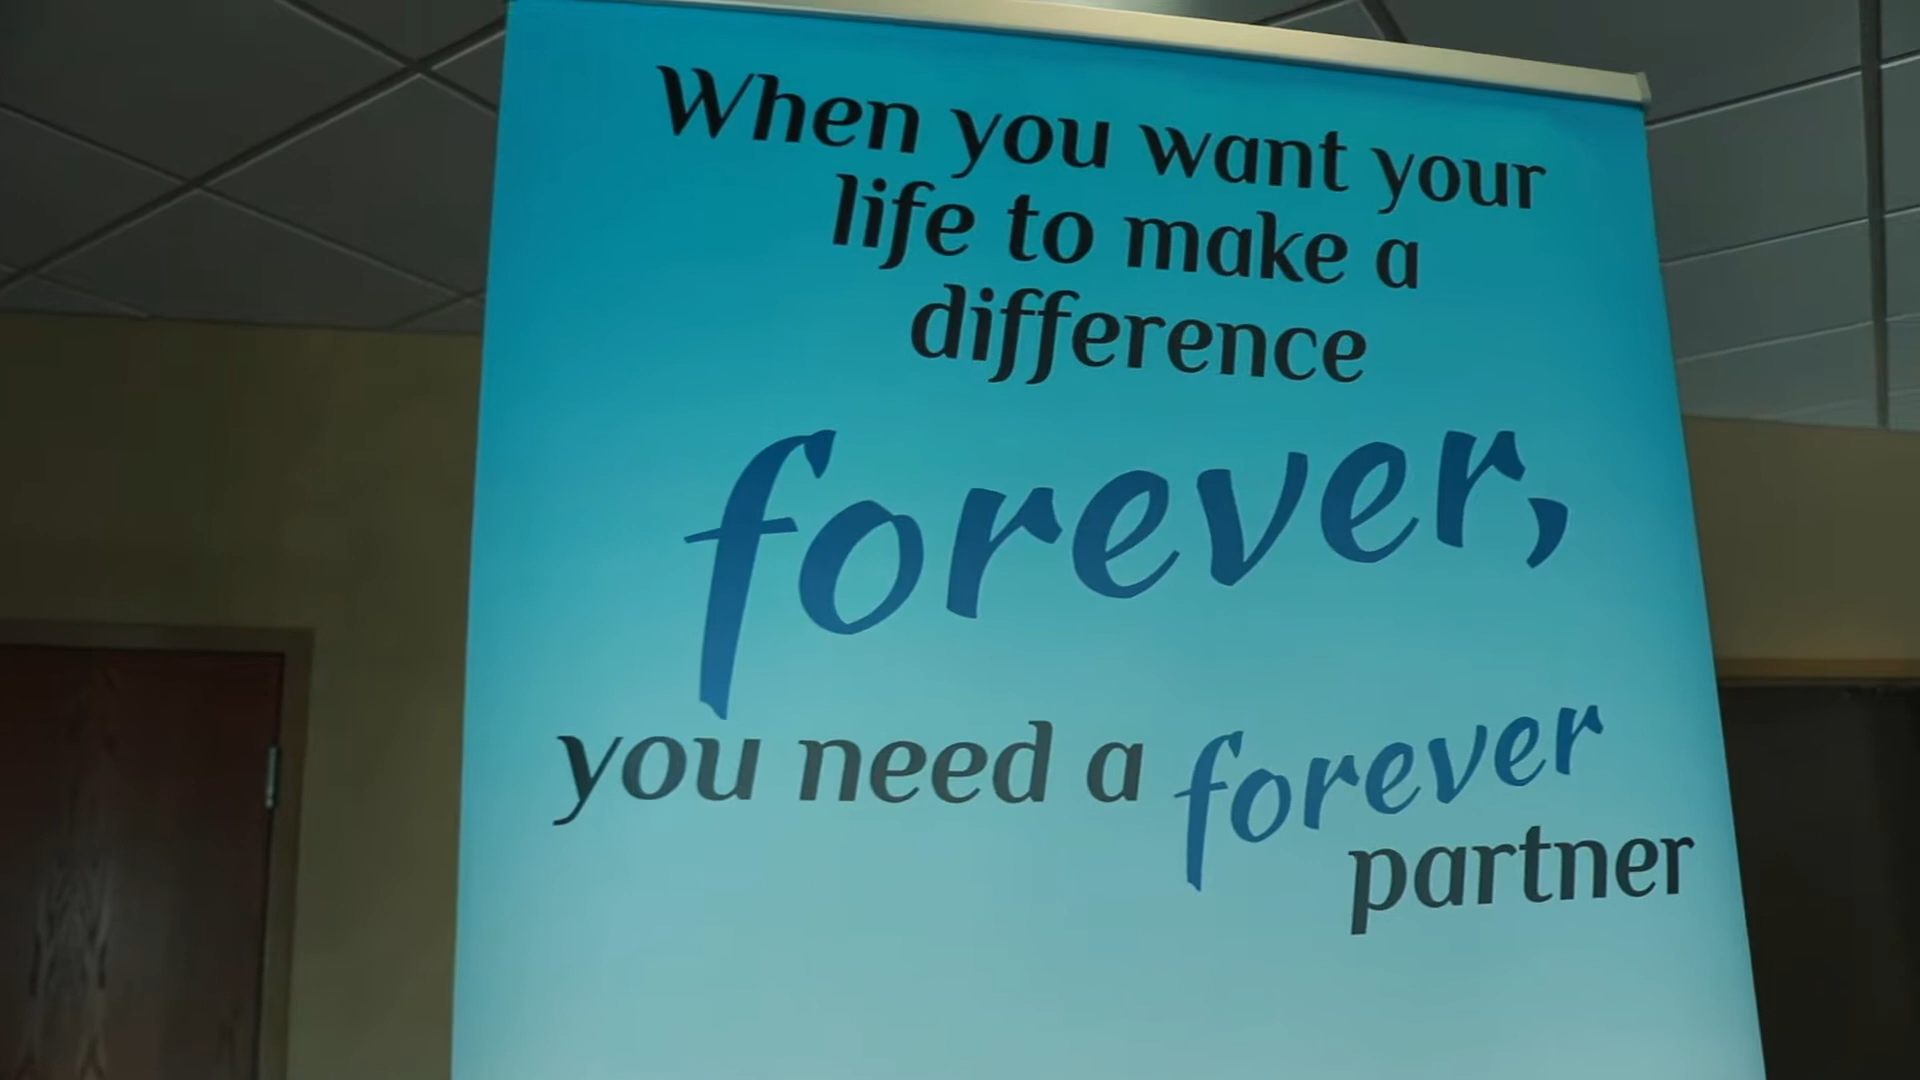 When you want your
life to make a
difference
forever,
you need a forever
partner